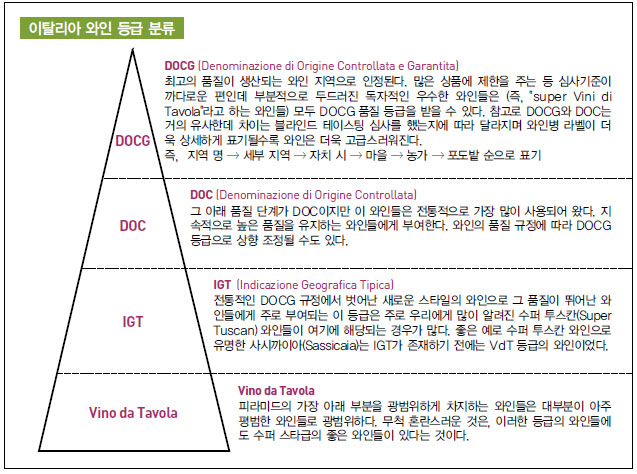 이탈리아 와인 등급 분류
DOCG (Denominazione di Origine Controllata e Garantita)
최고의 품질이 생산되는 와인 지역으로 인정된다. 많은 상품에 제한을 주는 등 심사기준이
까다로운 편인데 부분적으로 두드러진 독자적인 우수한 와인들은 (즉, "super Vini di
Tavola"라고 하는 와인들) 모두 DOCG 품질 등급을 받을 수 있다. 참고로 DOCG와 DOC는
거의 유사한데 차이는 블라인드 테이스팅 심사를 했는지에 따라 달라지며 와인병 라벨이 더
욱 상세하게 표기될수록 와인은 더욱 고급스러워진다.
즉, 지역 명 → 세부 지역 → 자치 시 → 마을 → 농가 → 포도밭 순으로 표기
DOCG
DOC (Denominazione di Origine Controllata)
그 아래 품질 단계가 DOC이지만 이 와인들은 전통적으로 가장 많이 사용되어 왔다. 지
속적으로 높은 품질을 유지하는 와인들에게 부여한다. 와인의 품질 규정에 따라 DOCG
등급으로 상향 조정될 수도 있다.
DOC
IGT (Indicazione Geografica Tipica)
전통적인 DOCG 규정에서 벗어난 새로운 스타일의 와인으로 그 품질이 뛰어난 와
인들에게 주로 부여되는 이 등급은 주로 우리에게 많이 알려진 수퍼 투스칸(Super
Tuscan) 와인들이 여기에 해당되는 경우가 많다. 좋은 예로 수퍼 투스칸 와인으로
유명한 사시까이아(Sassicaia)는 IGT가 존재하기 전에는 VdT 등급의 와인이었다.
IGT
Vino da Tavola
피라미드의 가장 아래 부분을 광범위하게 차지하는 와인들은 대부분이 아주
평범한 와인들로 광범위하다. 무척 혼란스러운 것은, 이러한 등급의 와인들에
도 수퍼 스타급의 좋은 와인들이 있다는 것이다.
Vino da Tavola